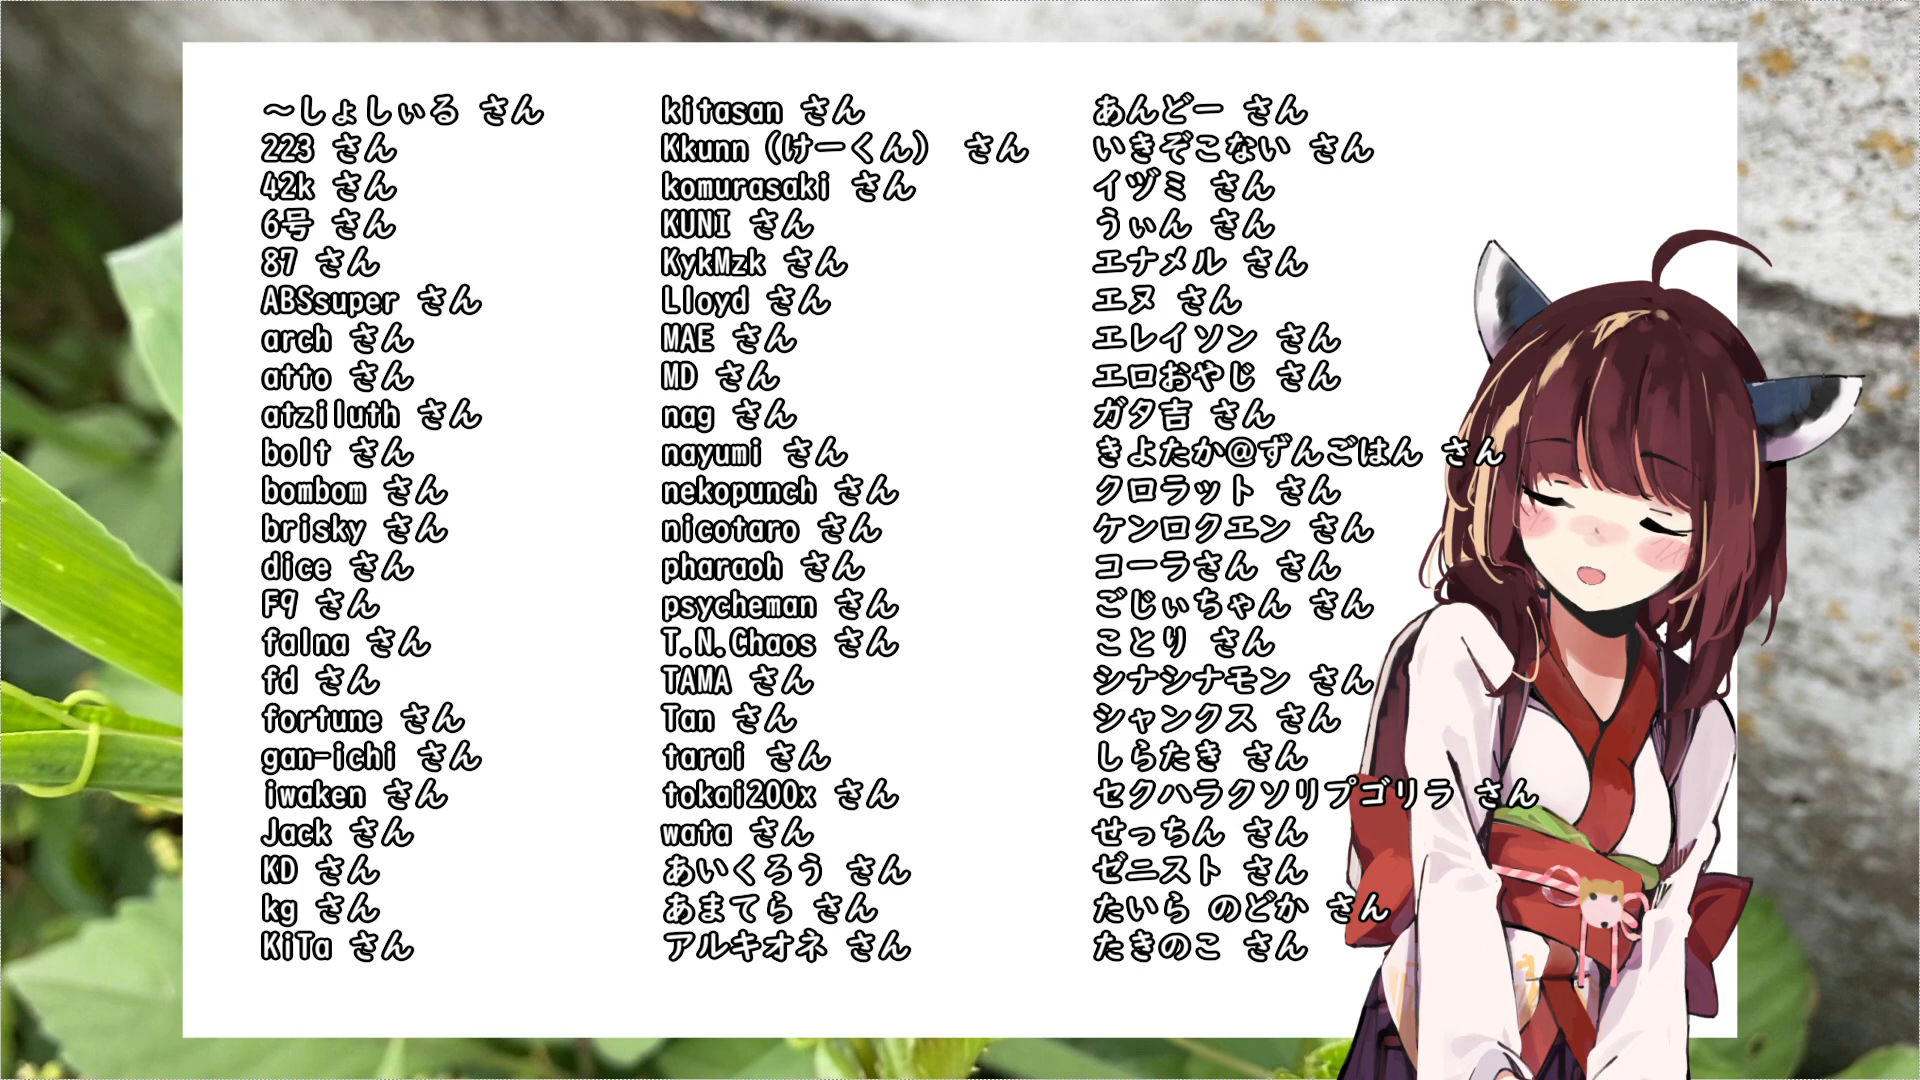 ～しょしぃる さん
223 さん
42k さん
6号 さん
87 さん
ABSsuper さん
arch さん
atto さん
atziluth さん
bolt さん
bombom さん
brisky さん
dice さん
F9 さん
falna さん
fd さん
fortune さん
gan-ichi さん
iwaken さん
Jack さん
KD さん
kg さん
KiTa さん
kitasan さん
Kkunn（けーくん） さん
komurasaki さん
KUNI さん
KykMzk さん
Lloyd さん
MAE さん
MD さん
nag さん
nayumi さん
nekopunch さん
nicotaro さん
pharaoh さん
psycheman さん
T.N.Chaos さん
TAMA さん
Tan さん
tarai さん
tokai200x さん
wata さん
あいくろう さん
あまてら さん
アルキオネ さん
あんどー さん
いきぞこない さん
イヅミ さん
うぃん さん
エナメル さん
エヌ さん
エレイソン さん
エロおやじ さん
ガタ吉 さん
きよたか@ずんごはん さん
クロラット さん
ケンロクエン さん
コーラさん さん
ごじぃちゃん さん
ことり さん
シナシナモン さん
シャンクス さん
しらたき さん
セクハラクソリプゴリラ さん
せっちん さん
ゼニスト さん
たいら のどか さん
たきのこ さん